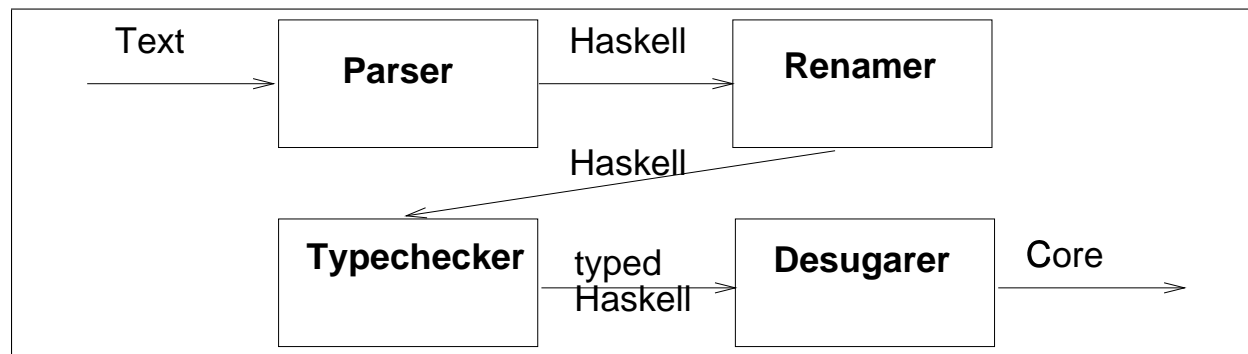 Text
Parser
Haskell
Renamer
Haskell
Typechecker
typed
Haskell
Desugarer
Core